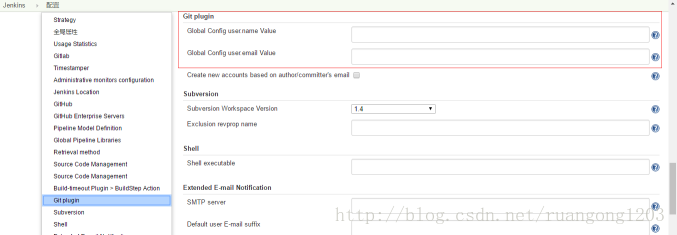 Jenkins › 配置
Strategy
全局属性
Usage Statistics
Gitlab
Timestamper
Administrative monitors configuration
Jenkins Location
GitHub
GitHub Enterprise Servers
Pipeline Model Definition
Global Pipeline Libraries
Retrieval method
Source Code Management
Source Code Management
Build-timeout Plugin > BuildStep Action
Git plugin
Subversion
Shell
Git plugin
Global Config user.name Value
Global Config user.email Value
Create new accounts based on author/committer's email
Subversion
Subversion Workspace Version
1.4
Exclusion revprop name
Shell
Shell executable
Extended E-mail Notification
SMTP server
Default user E-mail suffix
http://blog.csdn.net/ruangong1203